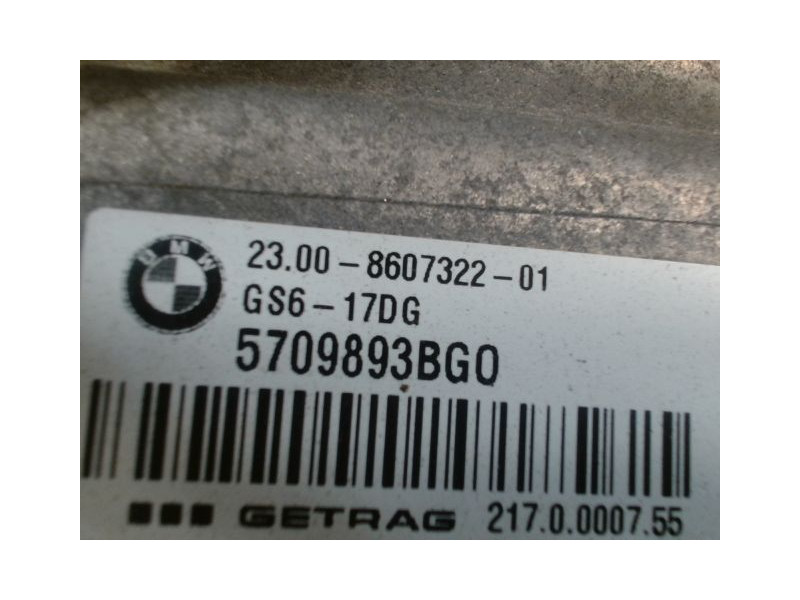 BMW
23.00-8607322-01
GS6-17DG
5709893BG0
GETRAG 217.0.0007.55